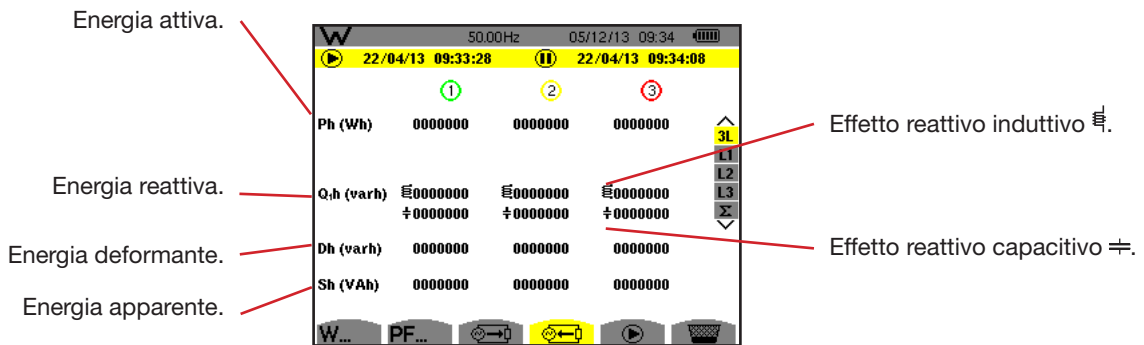 Energia attiva.
W 50.00Hz 05/12/13 09:34
22/04/13 09:33:28 22/04/13 09:34:08
1 2 3
Ph (Wh) 0000000 0000000 0000000
Effetto reattivo induttivo .
3L
L1
L2
L3
Σ
Energia reattiva.
Q₁h (varh) 0000000 0000000 0000000
0000000 0000000 0000000
Energia deformante.
Dh (varh) 0000000 0000000 0000000
Effetto reattivo capacitivo .
Energia apparente.
Sh (VAh) 0000000 0000000 0000000
W... PF...